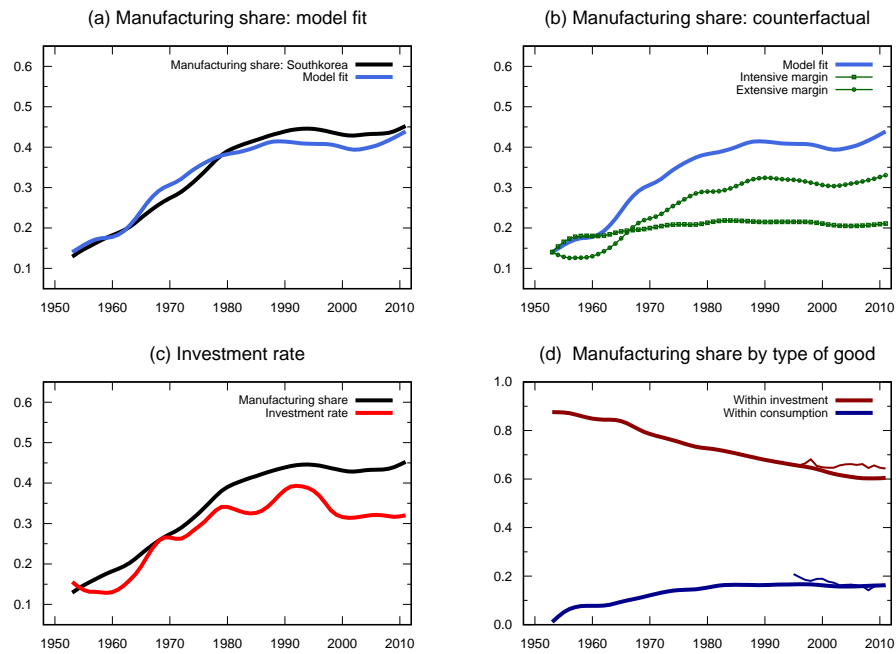 (a) Manufacturing share: model fit
0.6
0.5
0.4
0.3
0.2
0.1
Manufacturing share: Southkorea
Model fit
1950 1960 1970 1980 1990 2000 2010
(b) Manufacturing share: counterfactual
0.6
0.5
0.4
0.3
0.2
0.1
Model fit
Intensive margin
Extensive margin
1950 1960 1970 1980 1990 2000 2010
(c) Investment rate
0.6
0.5
0.4
0.3
0.2
0.1
Manufacturing share
Investment rate
1950 1960 1970 1980 1990 2000 2010
(d) Manufacturing share by type of good
1.0
0.8
0.6
0.4
0.2
0.0
Within investment
Within consumption
1950 1960 1970 1980 1990 2000 2010